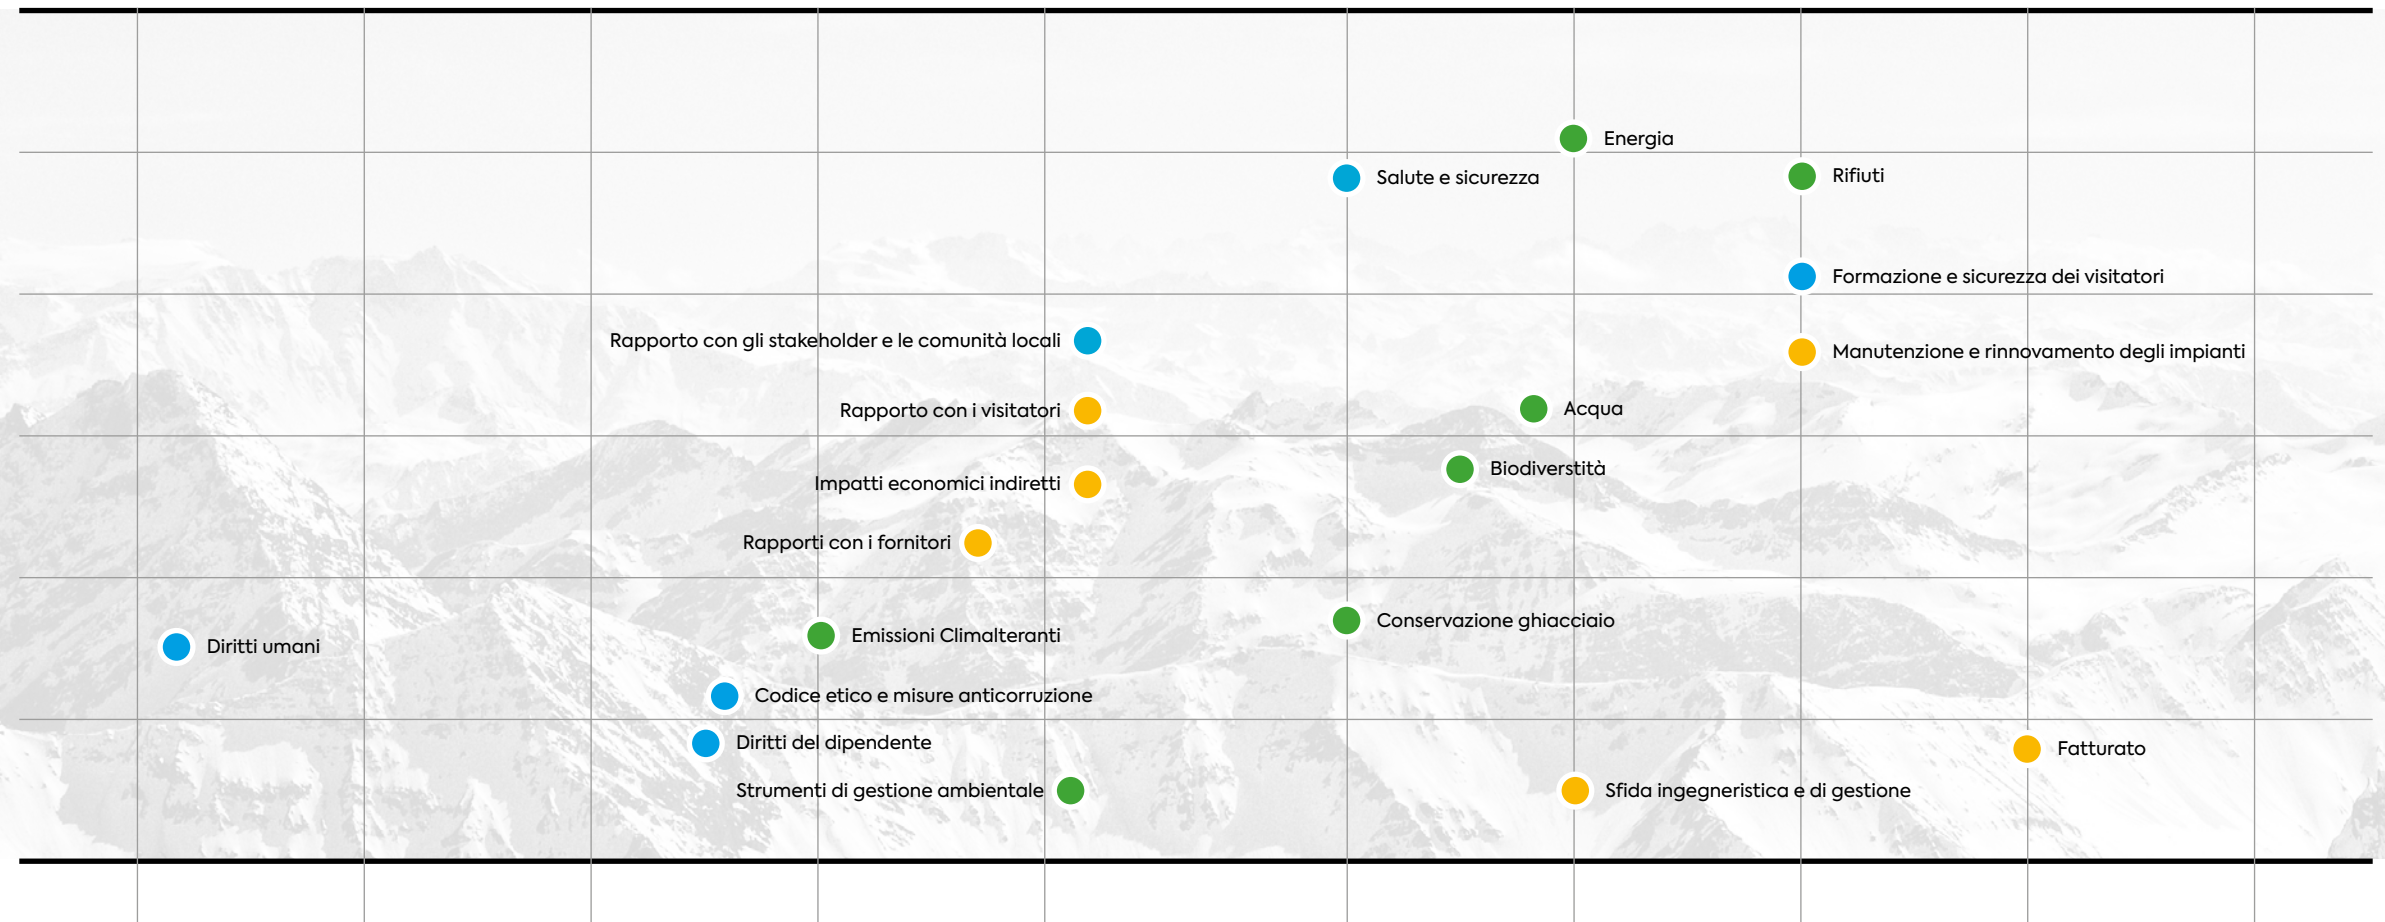 Energia
Salute e sicurezza
Rifiuti
Formazione e sicurezza dei visitatori
Rapporto con gli stakeholder e le comunità locali
Manutenzione e rinnovamento degli impianti
Rapporto con i visitatori
Acqua
Biodiverstità
Impatti economici indiretti
Rapporti con i fornitori
Conservazione ghiacciaio
Emissioni Climalteranti
Diritti umani
Codice etico e misure anticorruzione
Diritti del dipendente
Fatturato
Strumenti di gestione ambientale
Sfida ingegneristica e di gestione